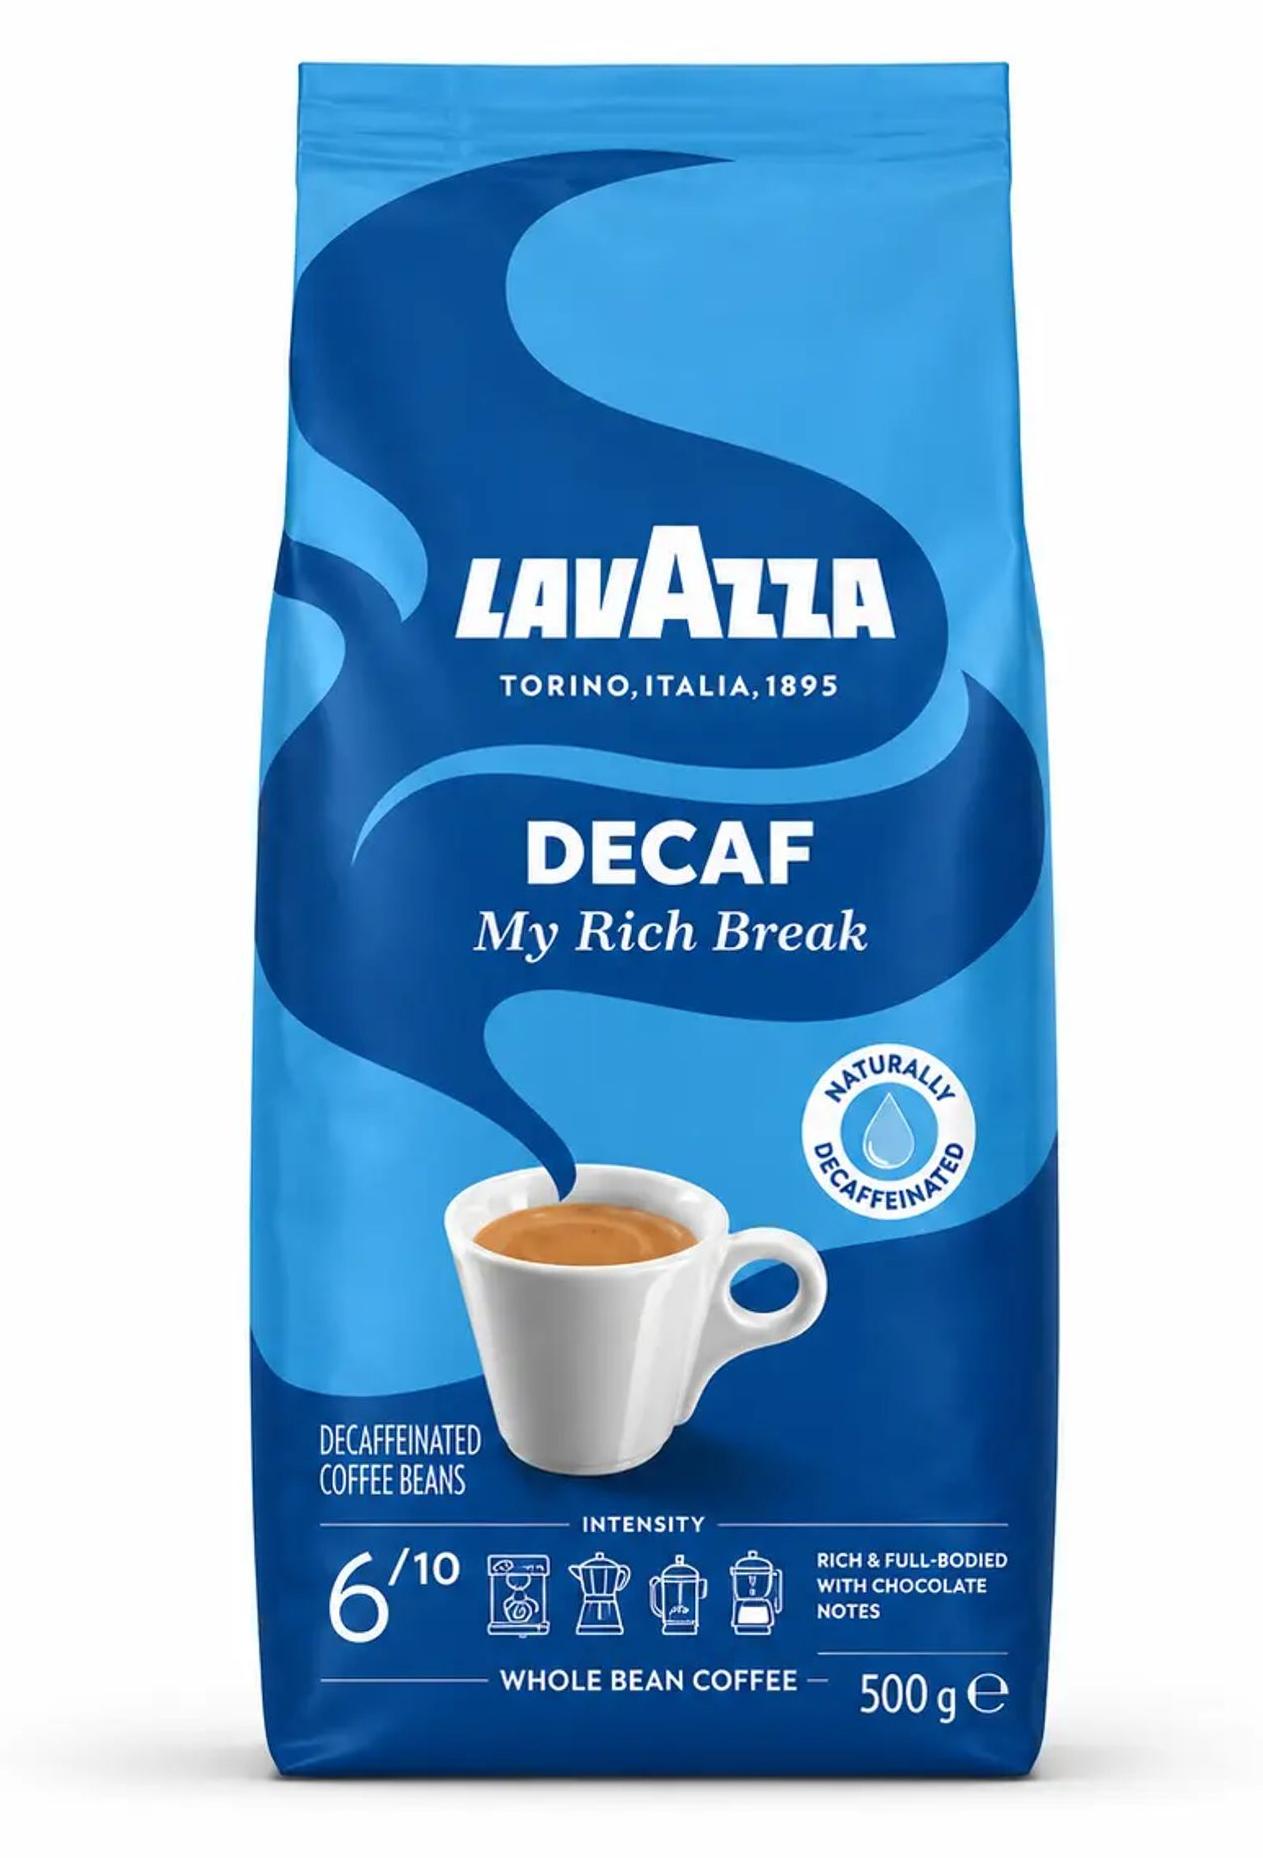 LAVAZZA
TORINO, ITALIA, 1895
DECAF
My Rich Break
NATURALLY
DECAFFEINATED
DECAFFEINATED
COFFEE BEANS
INTENSITY
6/10
RICH & FULL-BODIED
WITH CHOCOLATE
NOTES
WHOLE BEAN COFFEE
500 g ℮